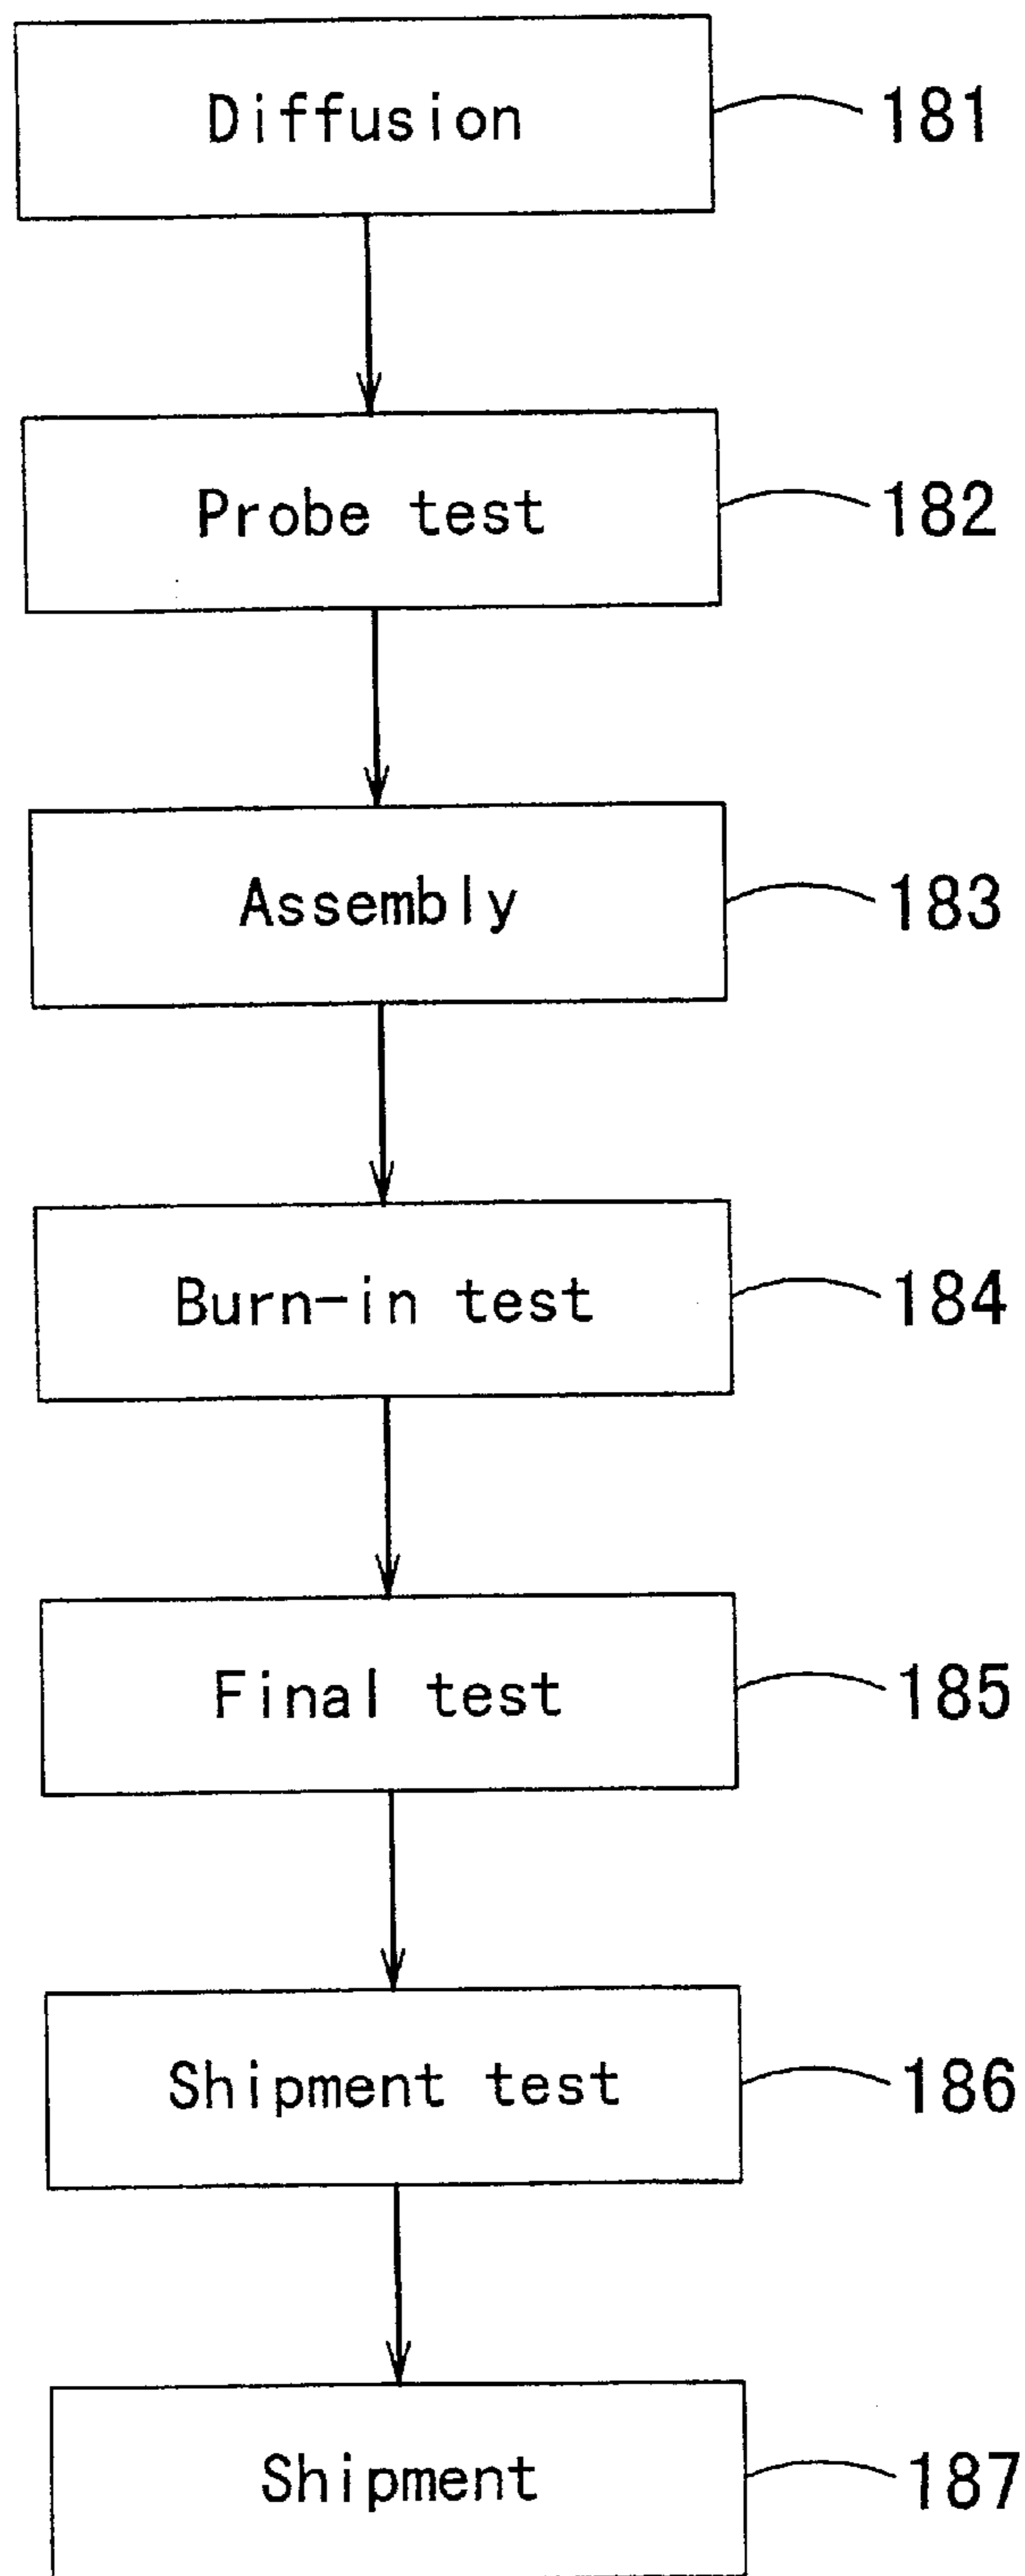 Diffusion 181
Probe test 182
Assembly 183
Burn-in test 184
Final test 185
Shipment test 186
Shipment 187